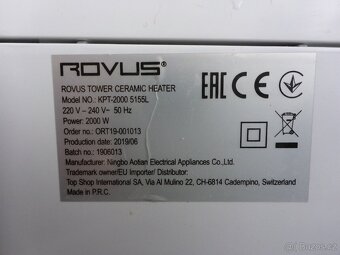 ROVUS®
ROVUS TOWER CERAMIC HEATER
Model NO.: KPT-2000 5155L
220 V – 240 V~ 50 Hz
Power: 2000 W
Order no.: ORT19-001013
Production date: 2019/06
Batch no.: 1906013
Manufacturer: Ningbo Aotian Electrical Appliances Co., Ltd.
Trademark owner/EU Importer/ Distributor:
Top Shop International SA, Via Al Mulino 22, CH-6814 Cadempino, Switzerland
Made in P.R.C.
EAC CE
Bazos.cz